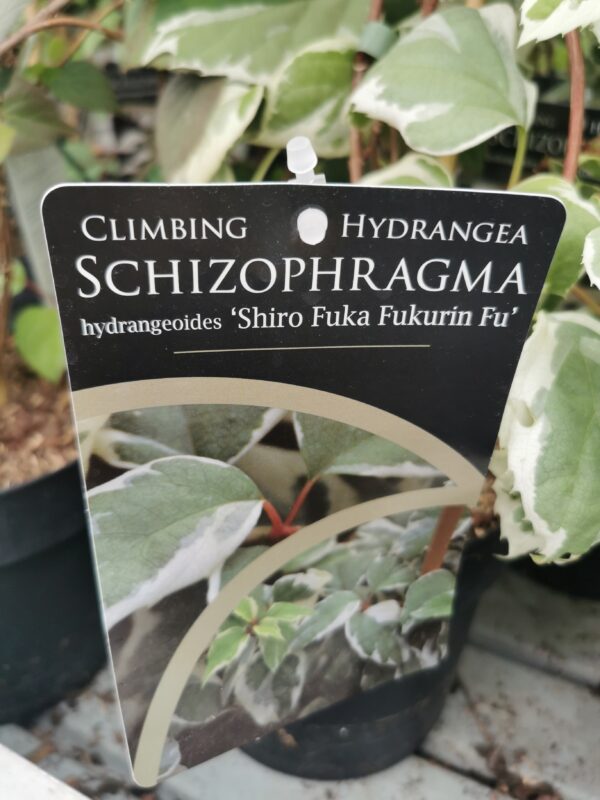 CLIMBING HYDRANGEA
SCHIZOPHRAGMA
hydrangeoides 'Shiro Fuka Fukurin Fu'